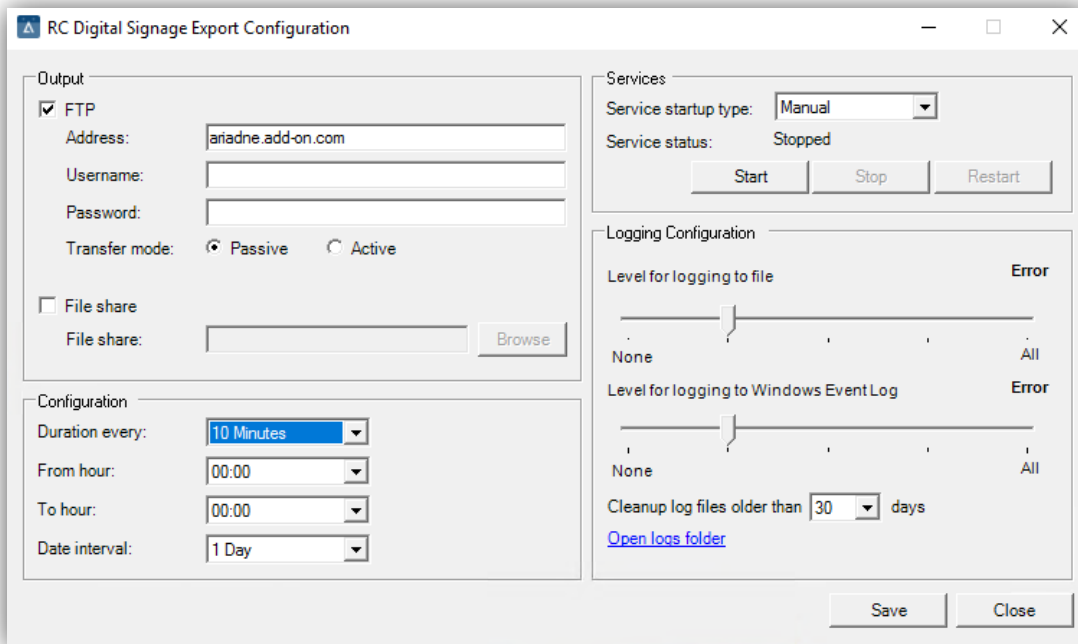 RC Digital Signage Export Configuration
Output
FTP
Address: ariadne.add-on.com
Username:
Password:
Transfer mode: Passive Active
File share
File share: Browse
Configuration
Duration every: 10 Minutes
From hour: 00:00
To hour: 00:00
Date interval: 1 Day
Services
Service startup type: Manual
Service status: Stopped
Start Stop Restart
Logging Configuration
Level for logging to file Error
None All
Level for logging to Windows Event Log Error
None All
Cleanup log files older than 30 days
Open logs folder
Save Close